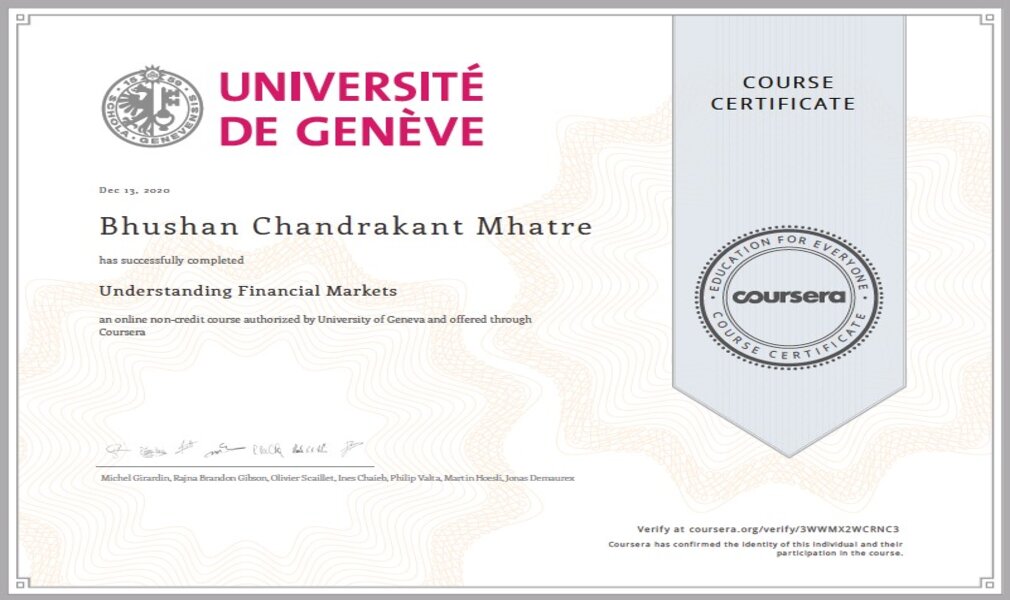 SCHOLA · GENEVENSIS · 1559 ·
UNIVERSITÉ
DE GENÈVE
COURSE
CERTIFICATE
Dec 13, 2020
Bhushan Chandrakant Mhatre
has successfully completed
Understanding Financial Markets
an online non-credit course authorized by University of Geneva and offered through
Coursera
EDUCATION FOR EVERYONE
coursera
COURSE CERTIFICATE
Michel Girardin, Rajna Brandon Gibson, Olivier Scaillet, Ines Chaieb, Philip Valta, Martin Hoesli, Jonas Demaurex
Verify at coursera.org/verify/3WWMX2WCRNC3
Coursera has confirmed the identity of this individual and their
participation in the course.